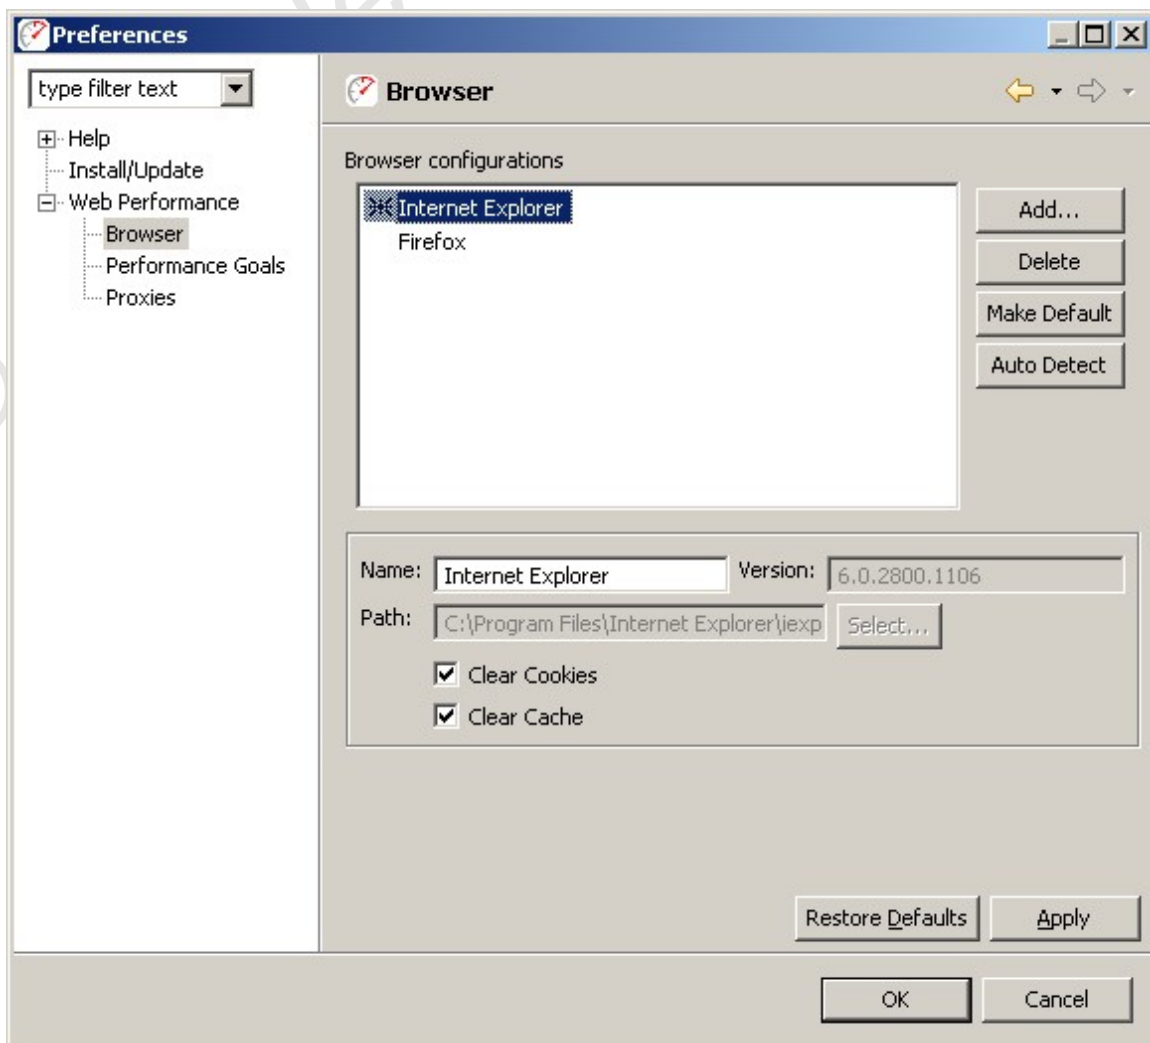 Preferences
type filter text
Browser
Help
Install/Update
Web Performance
Browser
Performance Goals
Proxies
Browser configurations
Internet Explorer
Firefox
Add...
Delete
Make Default
Auto Detect
Name: Internet Explorer Version: 6.0.2800.1106
Path: C:\Program Files\Internet Explorer\iexp Select...
Clear Cookies
Clear Cache
Restore Defaults Apply
OK Cancel